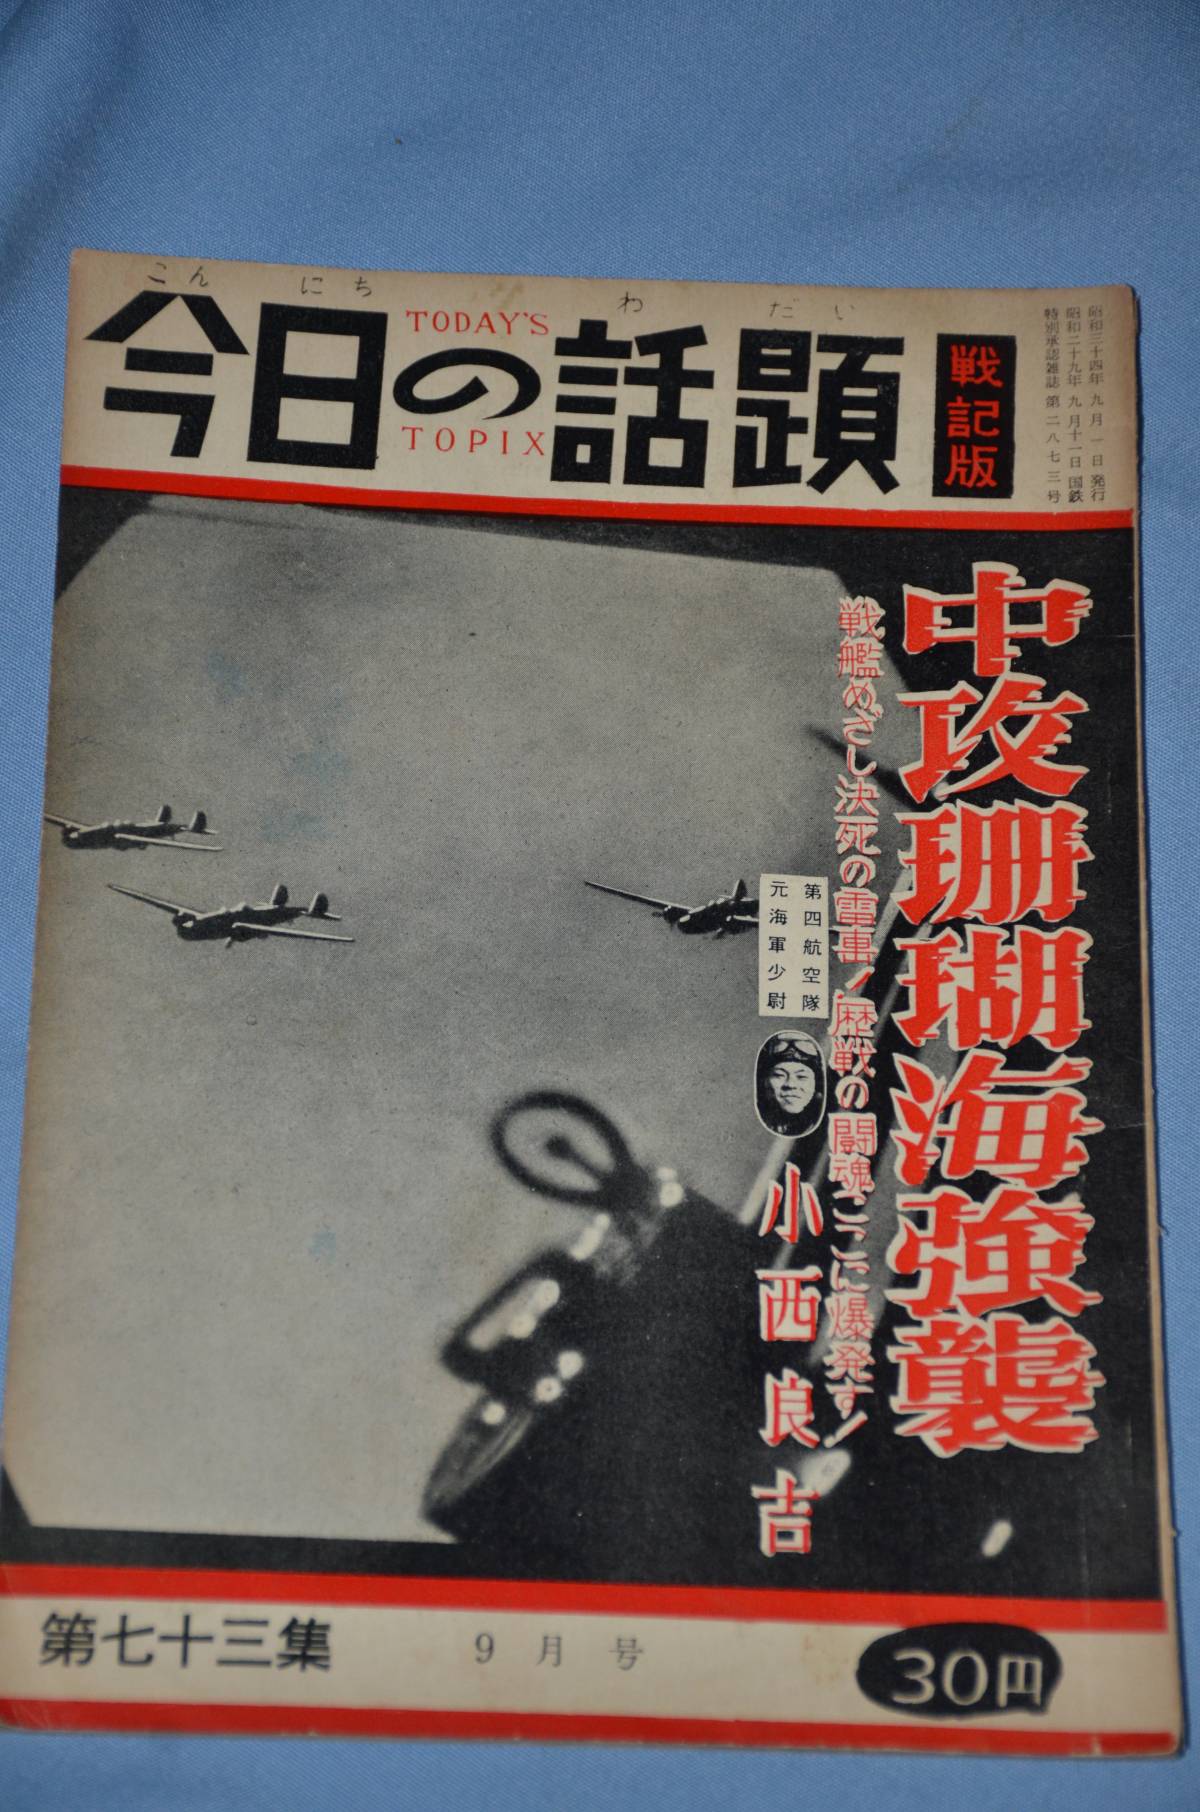 こんにちわだい
今日の話題
TODAY'S
TOPIX
戦記版
昭和三十四年九月一日発行
昭和二十九年九月十一日国鉄
特別承認雑誌第二八七三号
中攻珊瑚海強襲
戦艦めざし決死の雷轟！歴戦の闘魂ここに爆発す！
第四航空隊
元海軍少尉
小西良吉
第七十三集
9月号
30円